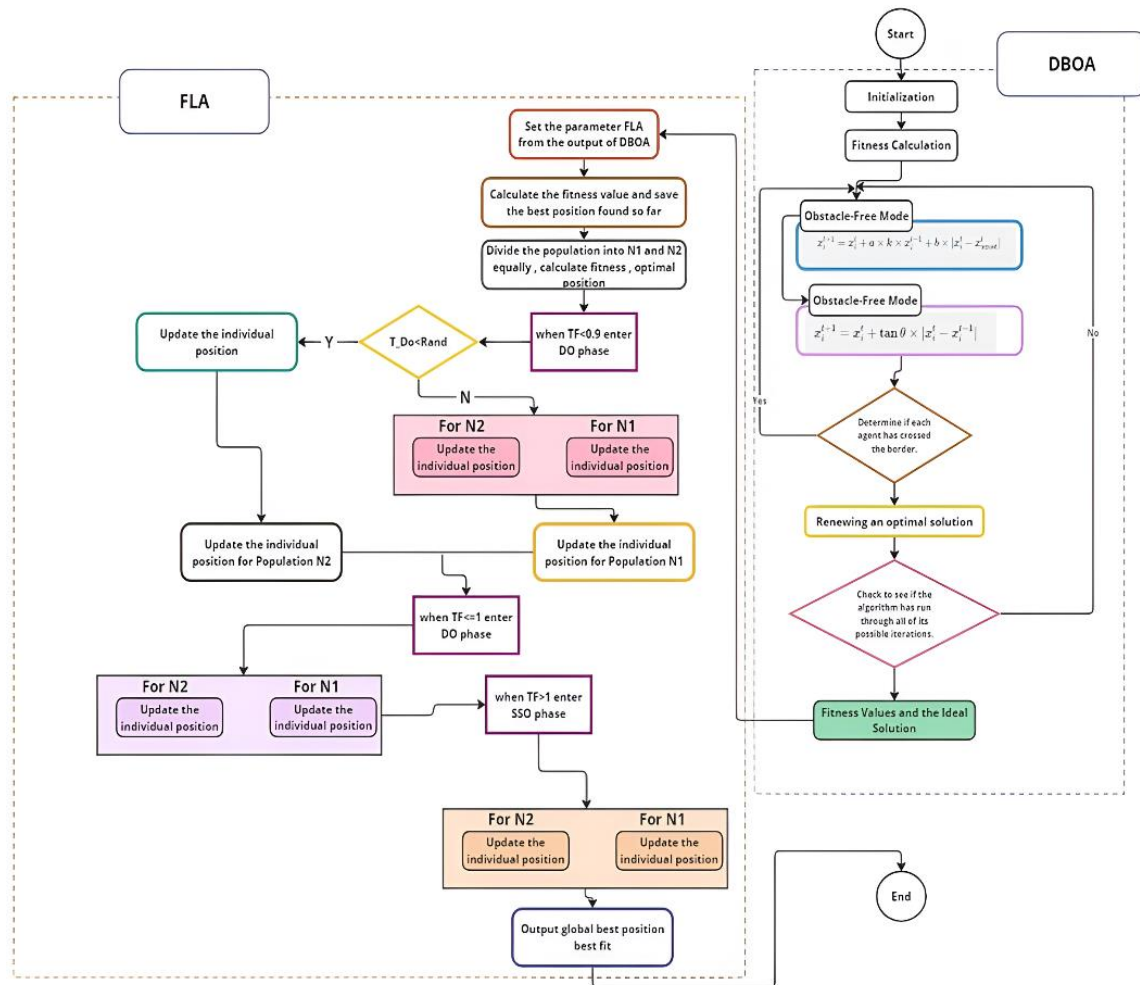 Start
DBOA
FLA
Initialization
Set the parameter FLA
from the output of DBOA
Fitness Calculation
Calculate the fitness value and save
the best position found so far
Obstacle-Free Mode
Divide the population into N1 and N2
equally , calculate fitness , optimal
position
Obstacle-Free Mode
x_i^{t+1} = x_i^t + tan θ × |x_i^t − x_i^{t−1}|
Update the individual
position
Y
T_Do<Rand
when TF<0.9 enter
DO phase
No
N
Yes
For N2
For N1
Update the
individual position
Update the
individual position
Determine if each
agent has crossed
the border.
Renewing an optimal solution
Update the individual
position for Population N2
Update the individual
position for Population N1
when TF<=1 enter
DO phase
Check to see if the
algorithm has run
through all of its
possible iterations.
For N2
For N1
Update the
individual position
Update the
individual position
when TF>1 enter
SSO phase
Fitness Values and the Ideal
Solution
For N2
For N1
Update the
individual position
Update the
individual position
End
Output global best position
best fit